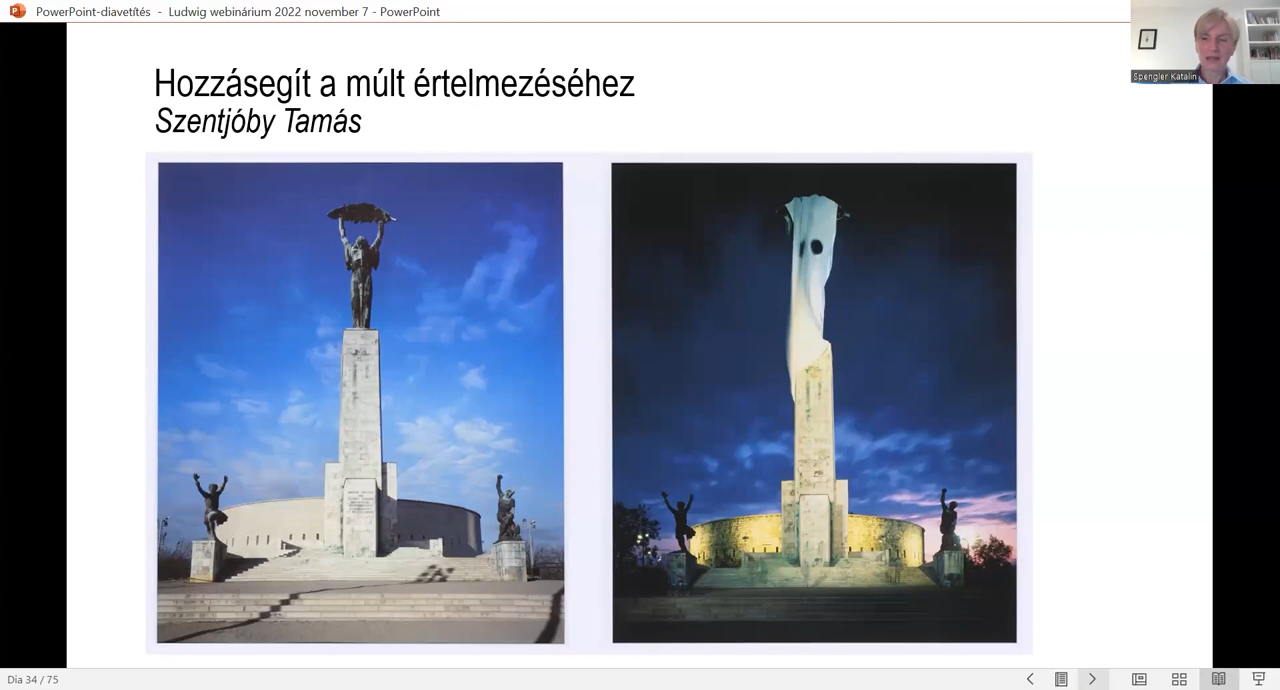 PowerPoint-diavetítés - Ludwig webinárium 2022 november 7 - PowerPoint
Spengler Katalin
Hozzásegít a múlt értelmezéséhez
Szentjóby Tamás
Dia 34 / 75